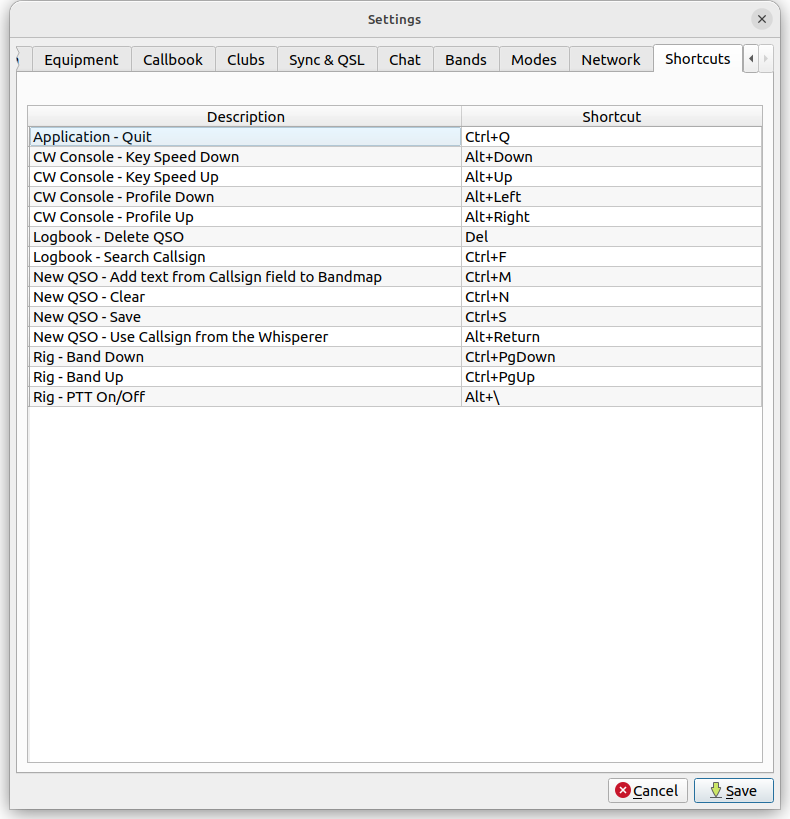 Settings
Equipment Callbook Clubs Sync & QSL Chat Bands Modes Network Shortcuts
Description Shortcut
Application - Quit Ctrl+Q
CW Console - Key Speed Down Alt+Down
CW Console - Key Speed Up Alt+Up
CW Console - Profile Down Alt+Left
CW Console - Profile Up Alt+Right
Logbook - Delete QSO Del
Logbook - Search Callsign Ctrl+F
New QSO - Add text from Callsign field to Bandmap Ctrl+M
New QSO - Clear Ctrl+N
New QSO - Save Ctrl+S
New QSO - Use Callsign from the Whisperer Alt+Return
Rig - Band Down Ctrl+PgDown
Rig - Band Up Ctrl+PgUp
Rig - PTT On/Off Alt+\
Cancel Save